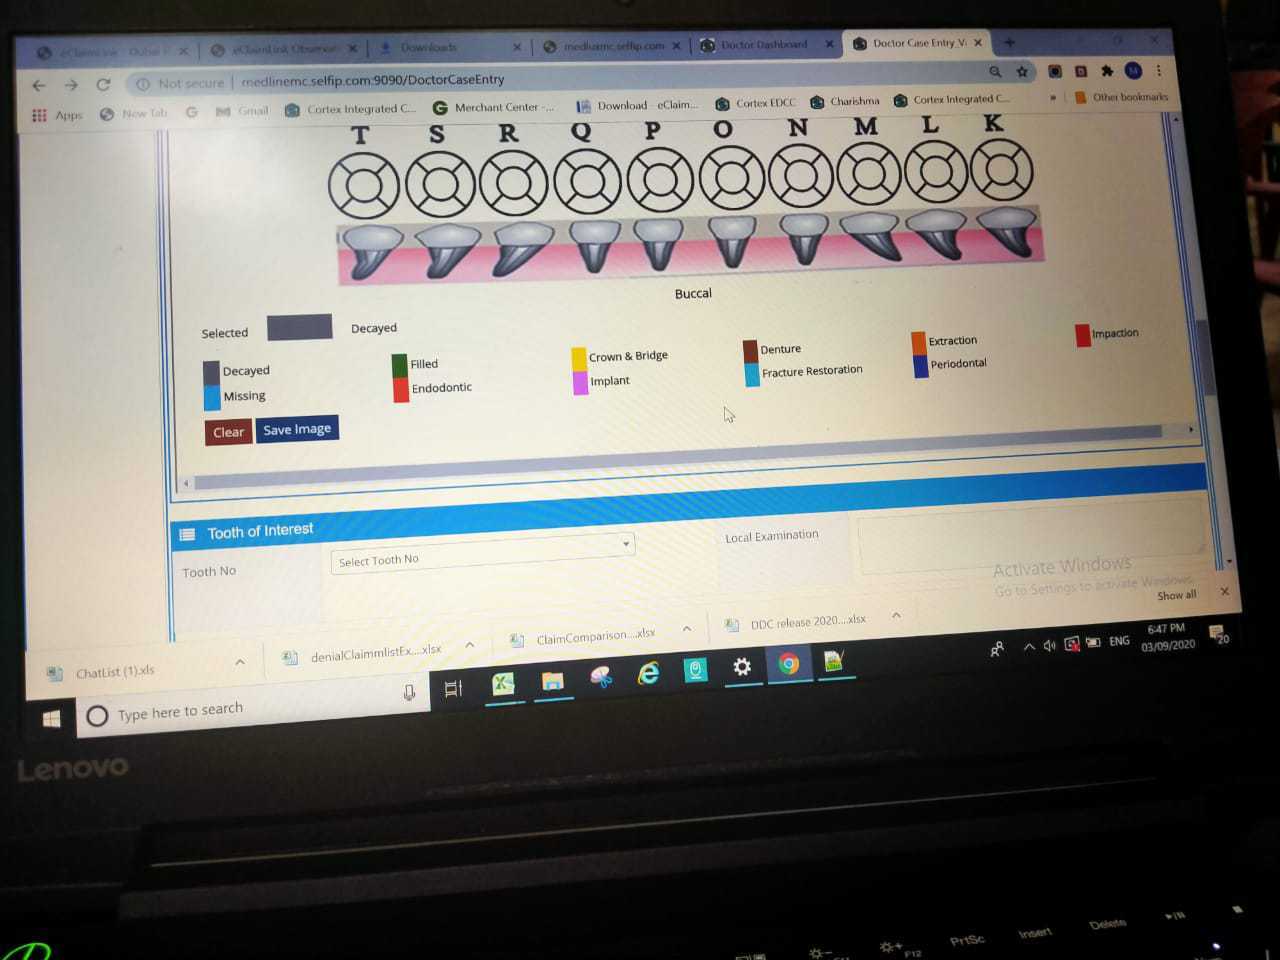 Downloads
medlinemc.selfip.com
Doctor Dashboard
Doctor Case Entry_Vi
Not secure | medlinemc.selfip.com:9090/DoctorCaseEntry
Apps
New Tab
Gmail
Cortex Integrated C...
Merchant Center -...
Download - eClaim...
Cortex EDCC
Charishma
Cortex Integrated C...
»
Other bookmarks
T S R Q P O N M L K
Buccal
Selected
Decayed
Decayed
Filled
Crown & Bridge
Denture
Extraction
Impaction
Missing
Endodontic
Implant
Fracture Restoration
Periodontal
Clear
Save Image
Tooth of Interest
Tooth No
Select Tooth No
Local Examination
Activate Windows
Go to Settings to activate Windows.
Show all
ChatList (1).xls
denialClaimmlistEx....xlsx
ClaimComparison....xlsx
DDC release 2020....xlsx
Type here to search
ENG
6:47 PM
03/09/2020
20
Lenovo
F12
PrtSc
Insert
Delete